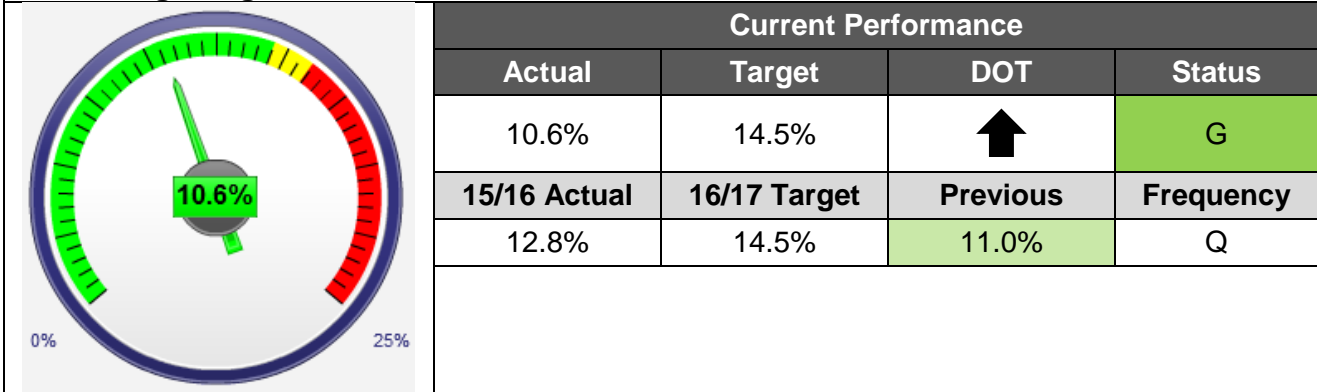 Current Performance
Actual Target DOT Status
10.6% 14.5% G
15/16 Actual 16/17 Target Previous Frequency
12.8% 14.5% 11.0% Q
10.6%
0% 25%